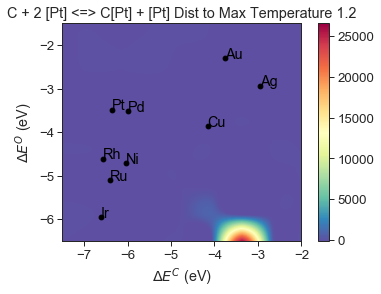 C + 2 [Pt] <=> C[Pt] + [Pt] Dist to Max Temperature 1.2
−2
−3
−4
−5
−6
ΔE^O (eV)
Au
Ag
Pt
Pd
Cu
Rh
Ni
Ru
Ir
−7
−6
−5
−4
−3
−2
ΔE^C (eV)
25000
20000
15000
10000
5000
0